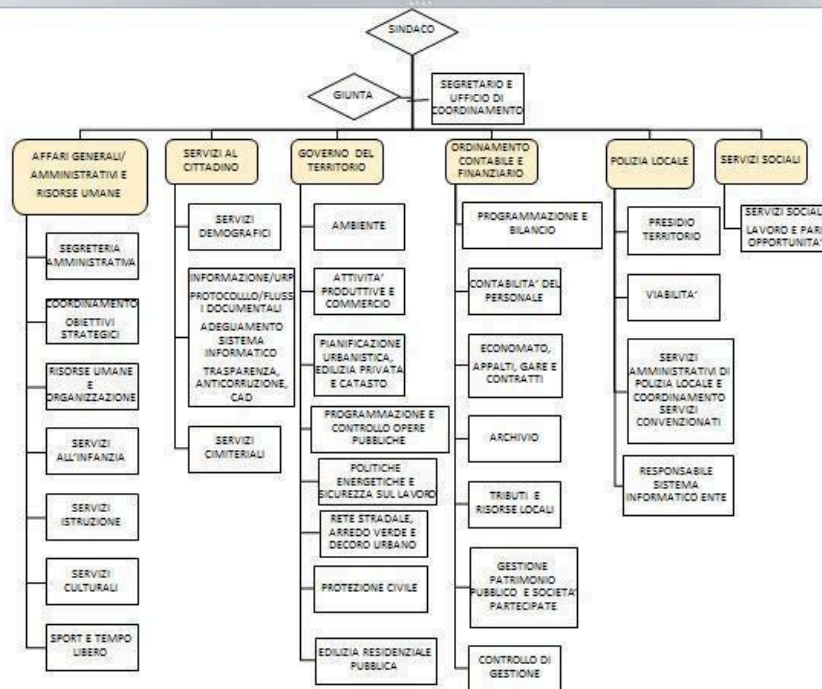 SINDACO
GIUNTA
SEGRETARIO E
UFFICIO DI
COORDINAMENTO
AFFARI GENERALI/
AMMINISTRATIVI E
RISORSE UMANE
SEGRETERIA
AMMINISTRATIVA
COORDINAMENTO
OBIETTIVI
STRATEGICI
RISORSE UMANE
E
ORGANIZZAZIONE
SERVIZI
ALL'INFANZIA
SERVIZI
ISTRUZIONE
SERVIZI
CULTURALI
SPORT E TEMPO
LIBERO
SERVIZI AL
CITTADINO
SERVIZI
DEMOGRAFICI
INFORMAZIONE/URP
PROTOCOLLLO/FLUSS
I DOCUMENTALI
ADEGUAMENTO
SISTEMA
INFORMATICO
TRASPARENZA,
ANTICORRUZIONE,
CAD
SERVIZI
CIMITERIALI
GOVERNO DEL
TERRITORIO
AMBIENTE
ATTIVITA'
PRODUTTIVE E
COMMERCIO
PIANIFICAZIONE
URBANISTICA,
EDILIZIA PRIVATA
E CATASTO
PROGRAMMAZIONE E
CONTROLLO OPERE
PUBBLICHE
POLITICHE
ENERGETICHE E
SICUREZZA SUL LAVORO
RETE STRADALE,
ARREDO VERDE E
DECORO URBANO
PROTEZIONE CIVILE
EDILIZIA RESIDENZIALE
PUBBLICA
ORDINAMENTO
CONTABILE E
FINANZIARIO
PROGRAMMAZIONE E
BILANCIO
CONTABILITA' DEL
PERSONALE
ECONOMATO,
APPALTI, GARE E
CONTRATTI
ARCHIVIO
TRIBUTI E
RISORSE LOCALI
GESTIONE
PATRIMONIO
PUBBLICO E SOCIETA'
PARTECIPATE
CONTROLLO DI
GESTIONE
POLIZIA LOCALE
PRESIDIO
TERRITORIO
VIABILITA'
SERVIZI
AMMINISTRATIVI DI
POLIZIA LOCALE E
COORDINAMENTO
SERVIZI
CONVENZIONATI
RESPONSABILE
SISTEMA
INFORMATICO ENTE
SERVIZI SOCIALI
SERVIZI SOCIALI
LAVORO E PARI
OPPORTUNITA'